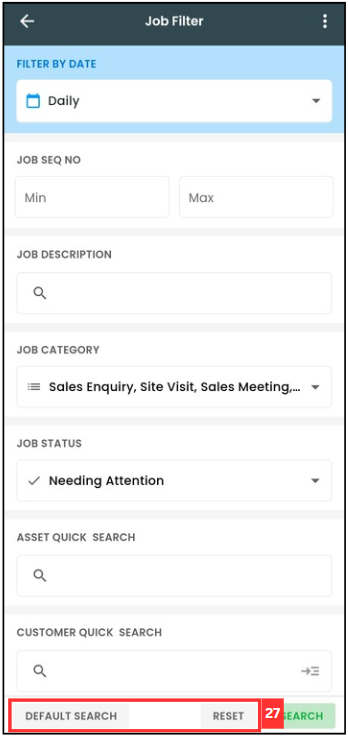 Job Filter
FILTER BY DATE
Daily
JOB SEQ NO
Min Max
JOB DESCRIPTION
JOB CATEGORY
Sales Enquiry, Site Visit, Sales Meeting,...
JOB STATUS
Needing Attention
ASSET QUICK SEARCH
CUSTOMER QUICK SEARCH
DEFAULT SEARCH RESET 27 SEARCH